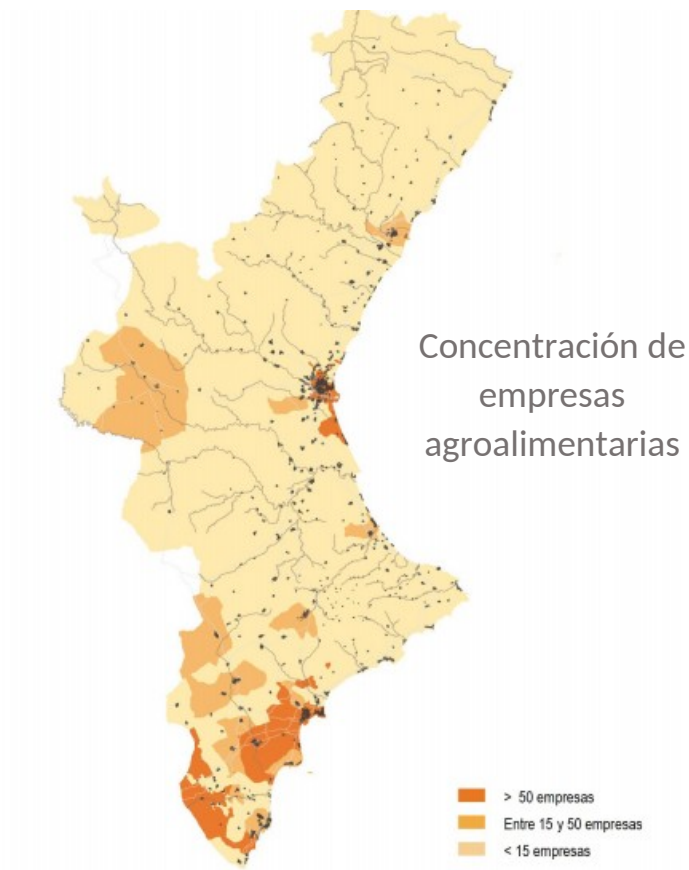 Concentración de
empresas
agroalimentarias
> 50 empresas
Entre 15 y 50 empresas
< 15 empresas